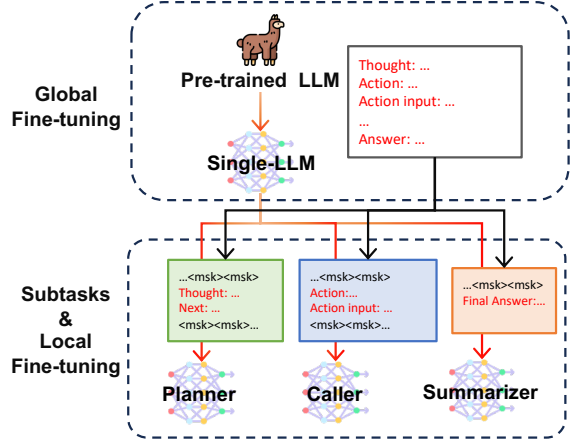 Global
Fine-tuning
Pre-trained LLM
Single-LLM
Thought: ...
Action: ...
Action input: ...
...
Answer: ...
Subtasks
&
Local
Fine-tuning
...<msk><msk>
Thought: ...
Next: ...
<msk><msk>...
Planner
...<msk><msk>
Action:...
Action input: ...
<msk><msk>...
Caller
...<msk><msk>
Final Answer:...
Summarizer